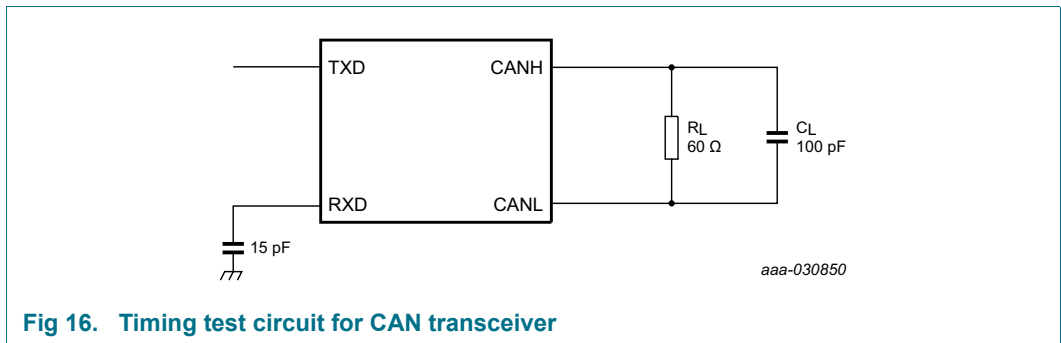 TXD
CANH
RL
60 Ω
CL
100 pF
RXD
CANL
15 pF
aaa-030850
Fig 16. Timing test circuit for CAN transceiver